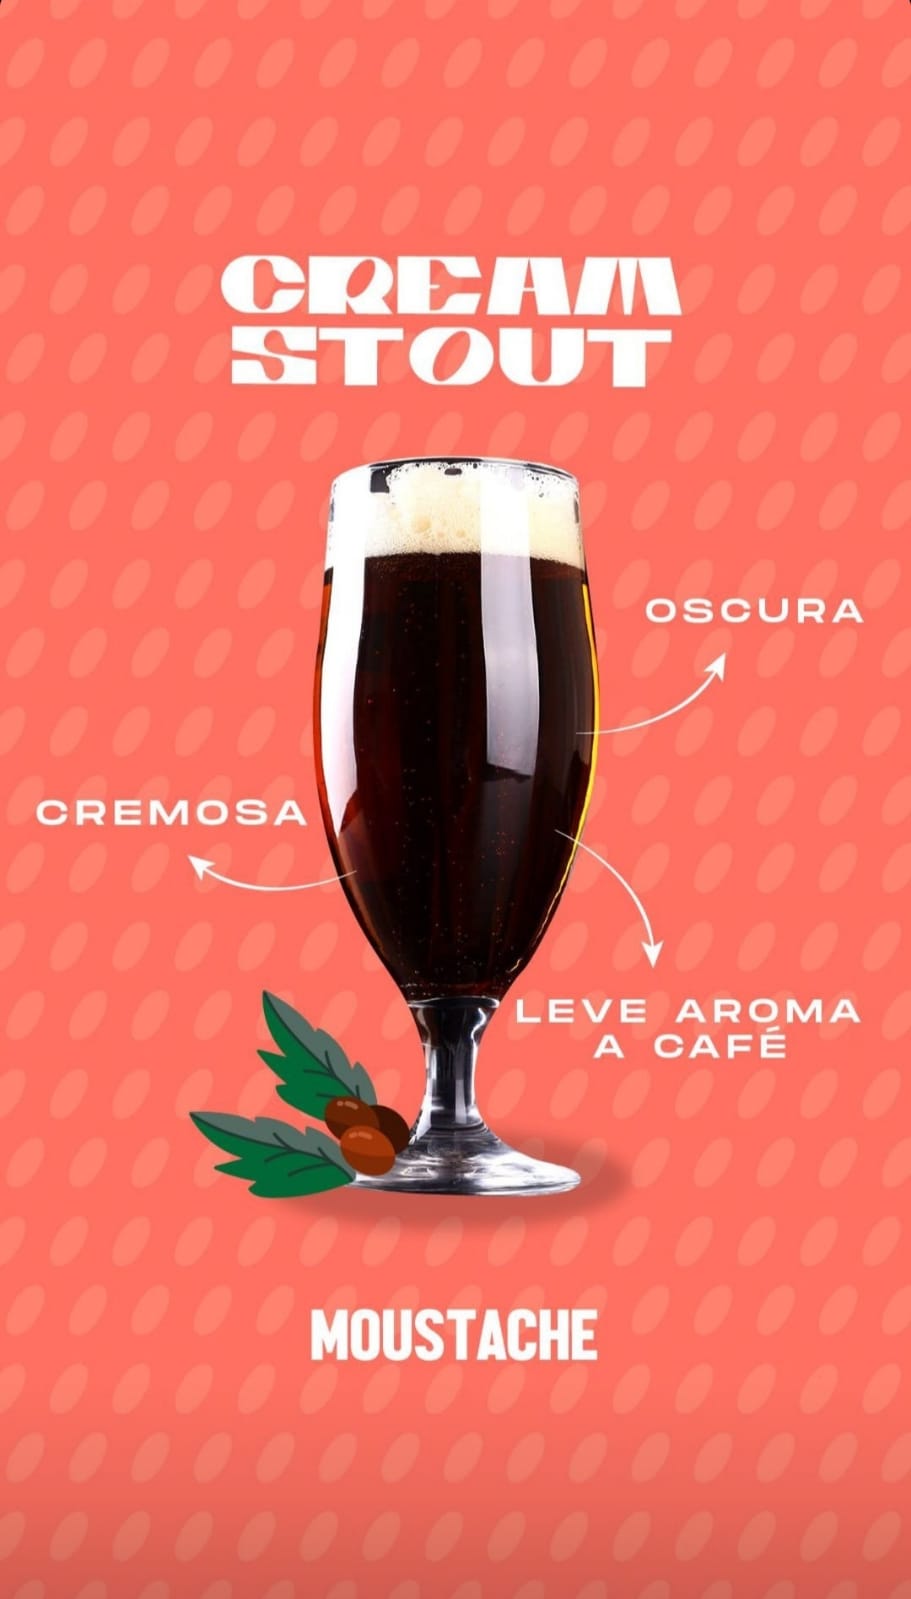 CREAM
STOUT
OSCURA
CREMOSA
LEVE AROMA
A CAFÉ
MOUSTACHE